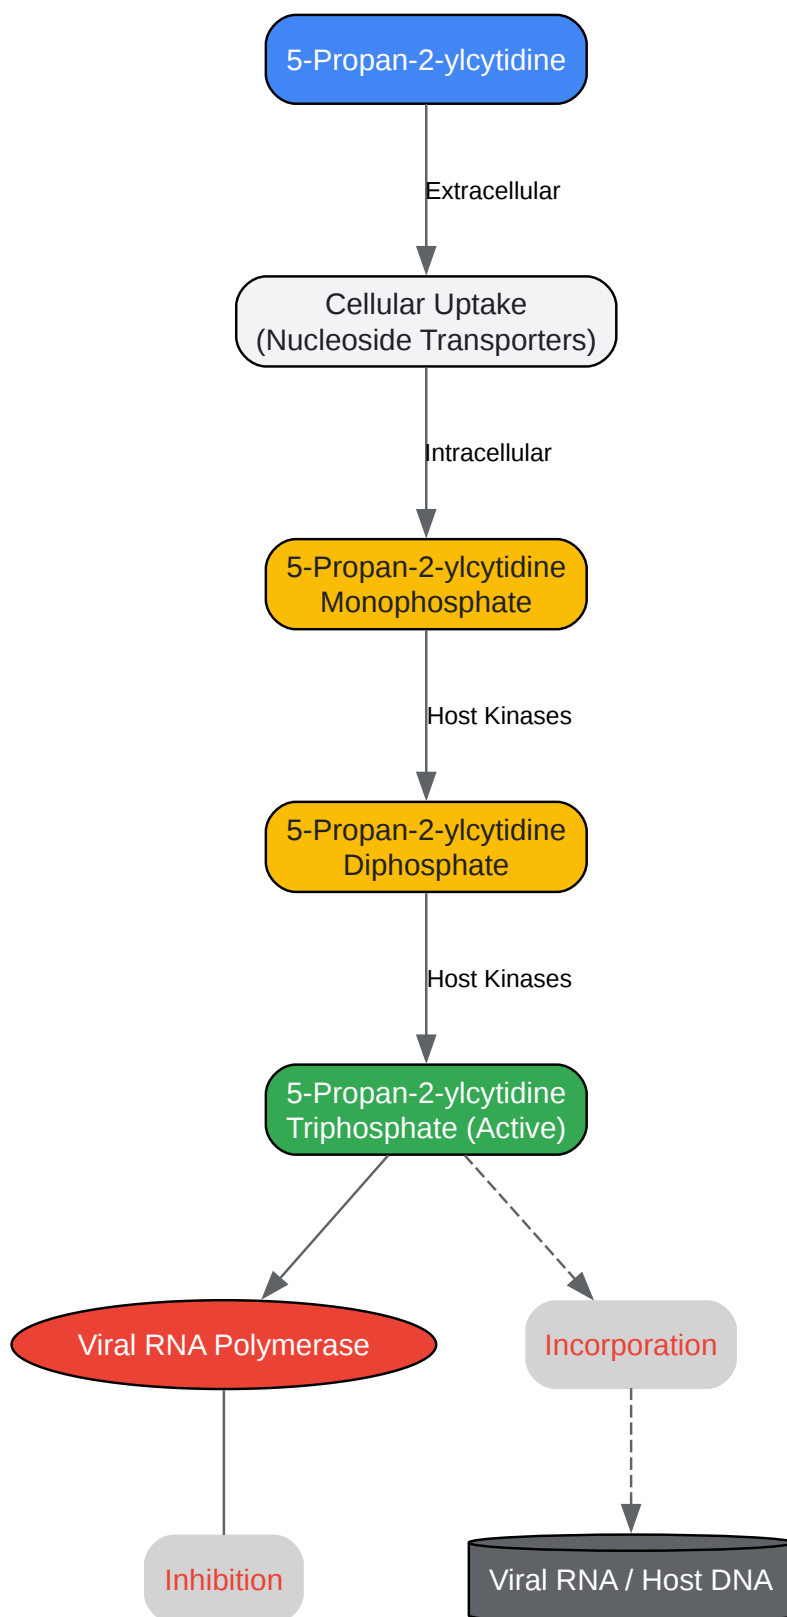 5-Propan-2-ylcytidine
Extracellular
Cellular Uptake
(Nucleoside Transporters)
Intracellular
5-Propan-2-ylcytidine
Monophosphate
Host Kinases
5-Propan-2-ylcytidine
Diphosphate
Host Kinases
5-Propan-2-ylcytidine
Triphosphate (Active)
Viral RNA Polymerase
Incorporation
Inhibition
Viral RNA / Host DNA